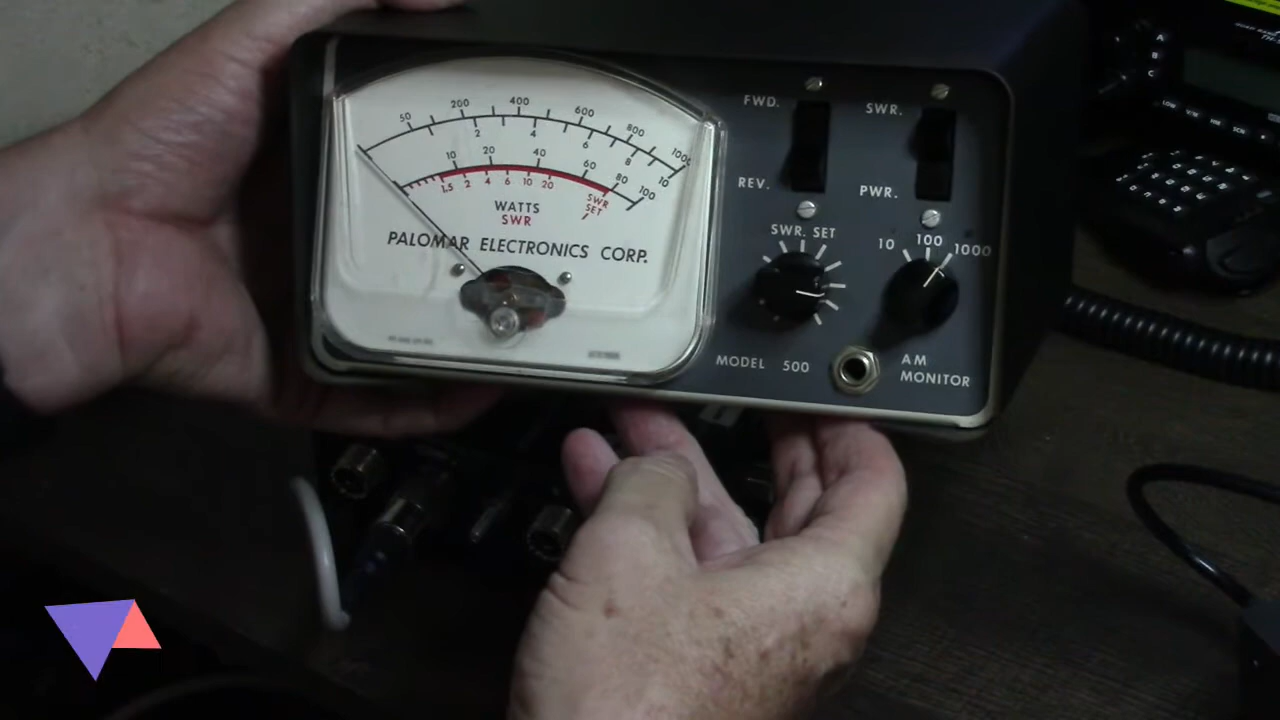 50 200 400 600 800 1000
2 4 6 8 10
10 20 40 60 80 100
1.5 2 4 6 10 20 SWR
SET
WATTS
SWR
PALOMAR ELECTRONICS CORP.
FWD.
REV.
SWR.
PWR.
SWR. SET
10 100 1000
MODEL 500
AM
MONITOR
A
B
C